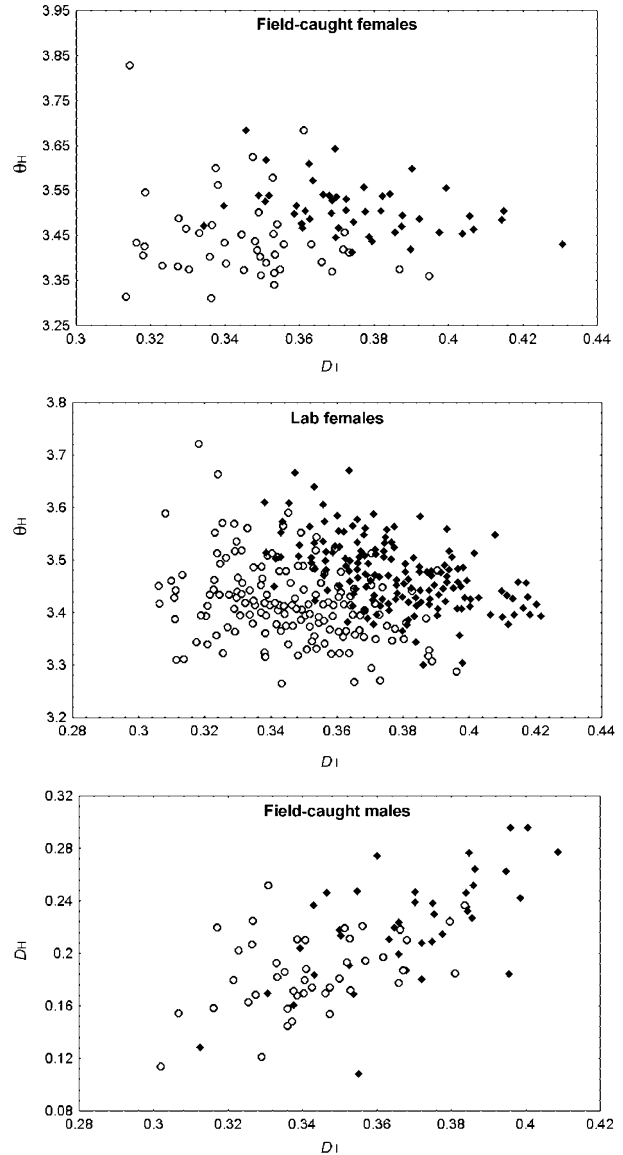 Field-caught females
3.95
3.85
3.75
3.65
3.55
3.45
3.35
3.25
θH
0.3 0.32 0.34 0.36 0.38 0.4 0.42 0.44
DI
Lab females
3.8
3.7
3.6
3.5
3.4
3.3
3.2
θH
0.28 0.3 0.32 0.34 0.36 0.38 0.4 0.42 0.44
DI
Field-caught males
0.32
0.28
0.24
0.2
0.16
0.12
0.08
DH
0.28 0.3 0.32 0.34 0.36 0.38 0.4 0.42
DI